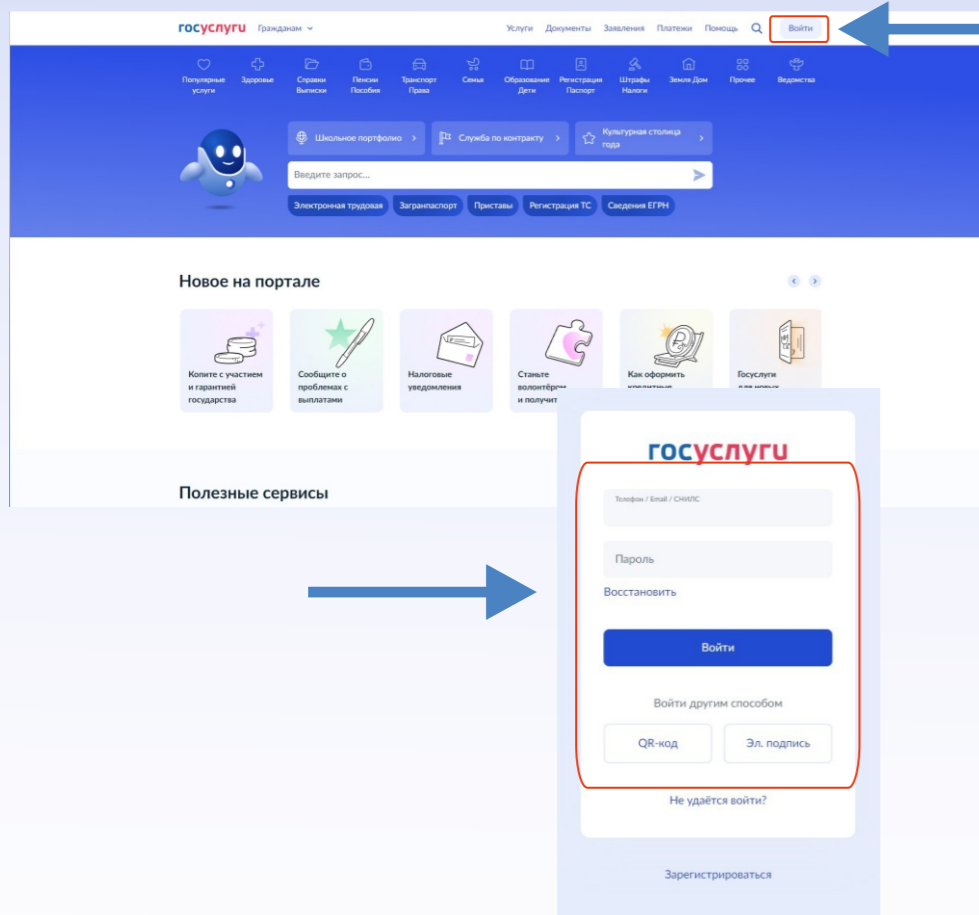 госуслуги Гражданам Услуги Документы Заявления Платежи Помощь Войти
Популярные услуги
Здоровье
Справки Выписки
Пенсии Пособия
Транспорт Права
Семья
Образование Дети
Регистрация Паспорт
Штрафы Налоги
Земля Дом
Прочее
Ведомства
Школьное портфолио
Служба по контракту
Культурная столица
года
Введите запрос...
Электронная трудовая Загранпаспорт Приставы Регистрация ТС Сведения ЕГРН
Новое на портале
Копите с участием
и гарантией
государства
Сообщите о
проблемах с
выплатами
Налоговые
уведомления
Станьте
волонтёром
и получит
Как оформить
кредитные
Госуслуги
для новых
Полезные сервисы
госуслуги
Телефон / Email / СНИЛС
Пароль
Восстановить
Войти
Войти другим способом
QR-код Эл. подпись
Не удаётся войти?
Зарегистрироваться